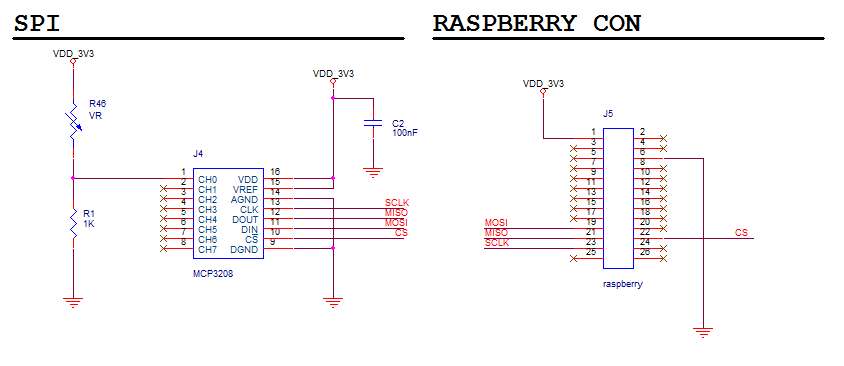 SPI
VDD_3V3
R46
VR
R1
1K
VDD_3V3
C2
100nF
J4
1 CH0 VDD 16
2 CH1 VREF 15
3 CH2 AGND 14
4 CH3 CLK 13 SCLK
5 CH4 DOUT 12 MISO
6 CH5 DIN 11 MOSI
7 CH6 CS 10 CS
8 CH7 DGND 9
MCP3208
RASPBERRY CON
VDD_3V3
J5
1 2
3 4
5 6
7 8
9 10
11 12
13 14
15 16
17 18
MOSI 19 20
MISO 21 22
SCLK 23 24 CS
25 26
raspberry